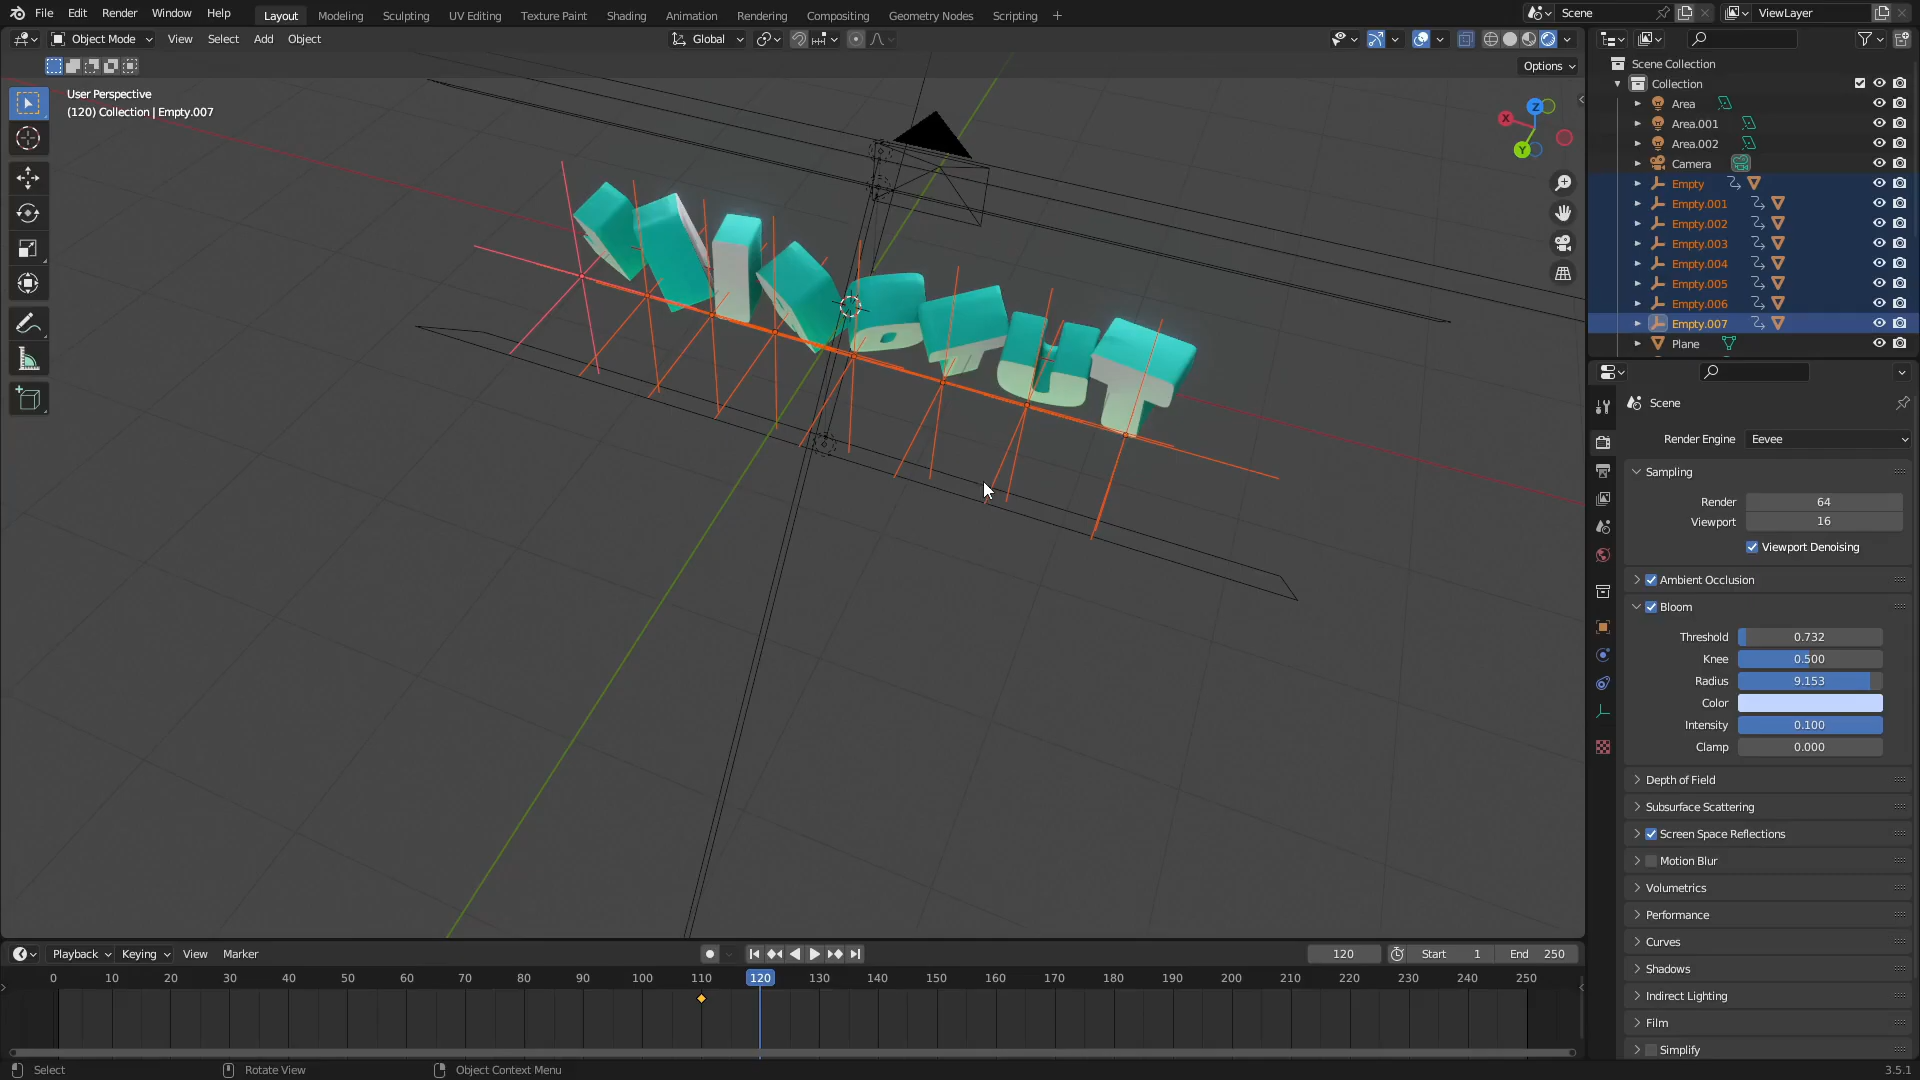 File Edit Render Window Help Layout Modeling Sculpting UV Editing Texture Paint Shading Animation Rendering Compositing Geometry Nodes Scripting Scene ViewLayer
Object Mode View Select Add Object Global
Options
User Perspective
(120) Collection | Empty.007
Z
X
Y
Scene Collection
Collection
Area
Area.001
Area.002
Camera
Empty
Empty.001
Empty.002
Empty.003
Empty.004
Empty.005
Empty.006
Empty.007
Plane
Scene
Render Engine Eevee
Sampling
Render 64
Viewport 16
Viewport Denoising
Ambient Occlusion
Bloom
Threshold 0.732
Knee 0.500
Radius 9.153
Color
Intensity 0.100
Clamp 0.000
Depth of Field
Subsurface Scattering
Screen Space Reflections
Motion Blur
Volumetrics
Performance
Curves
Shadows
Indirect Lighting
Film
Simplify
Playback Keying View Marker 120 Start 1 End 250
0 10 20 30 40 50 60 70 80 90 100 110 120 130 140 150 160 170 180 190 200 210 220 230 240 250
Select Rotate View Object Context Menu 3.5.1